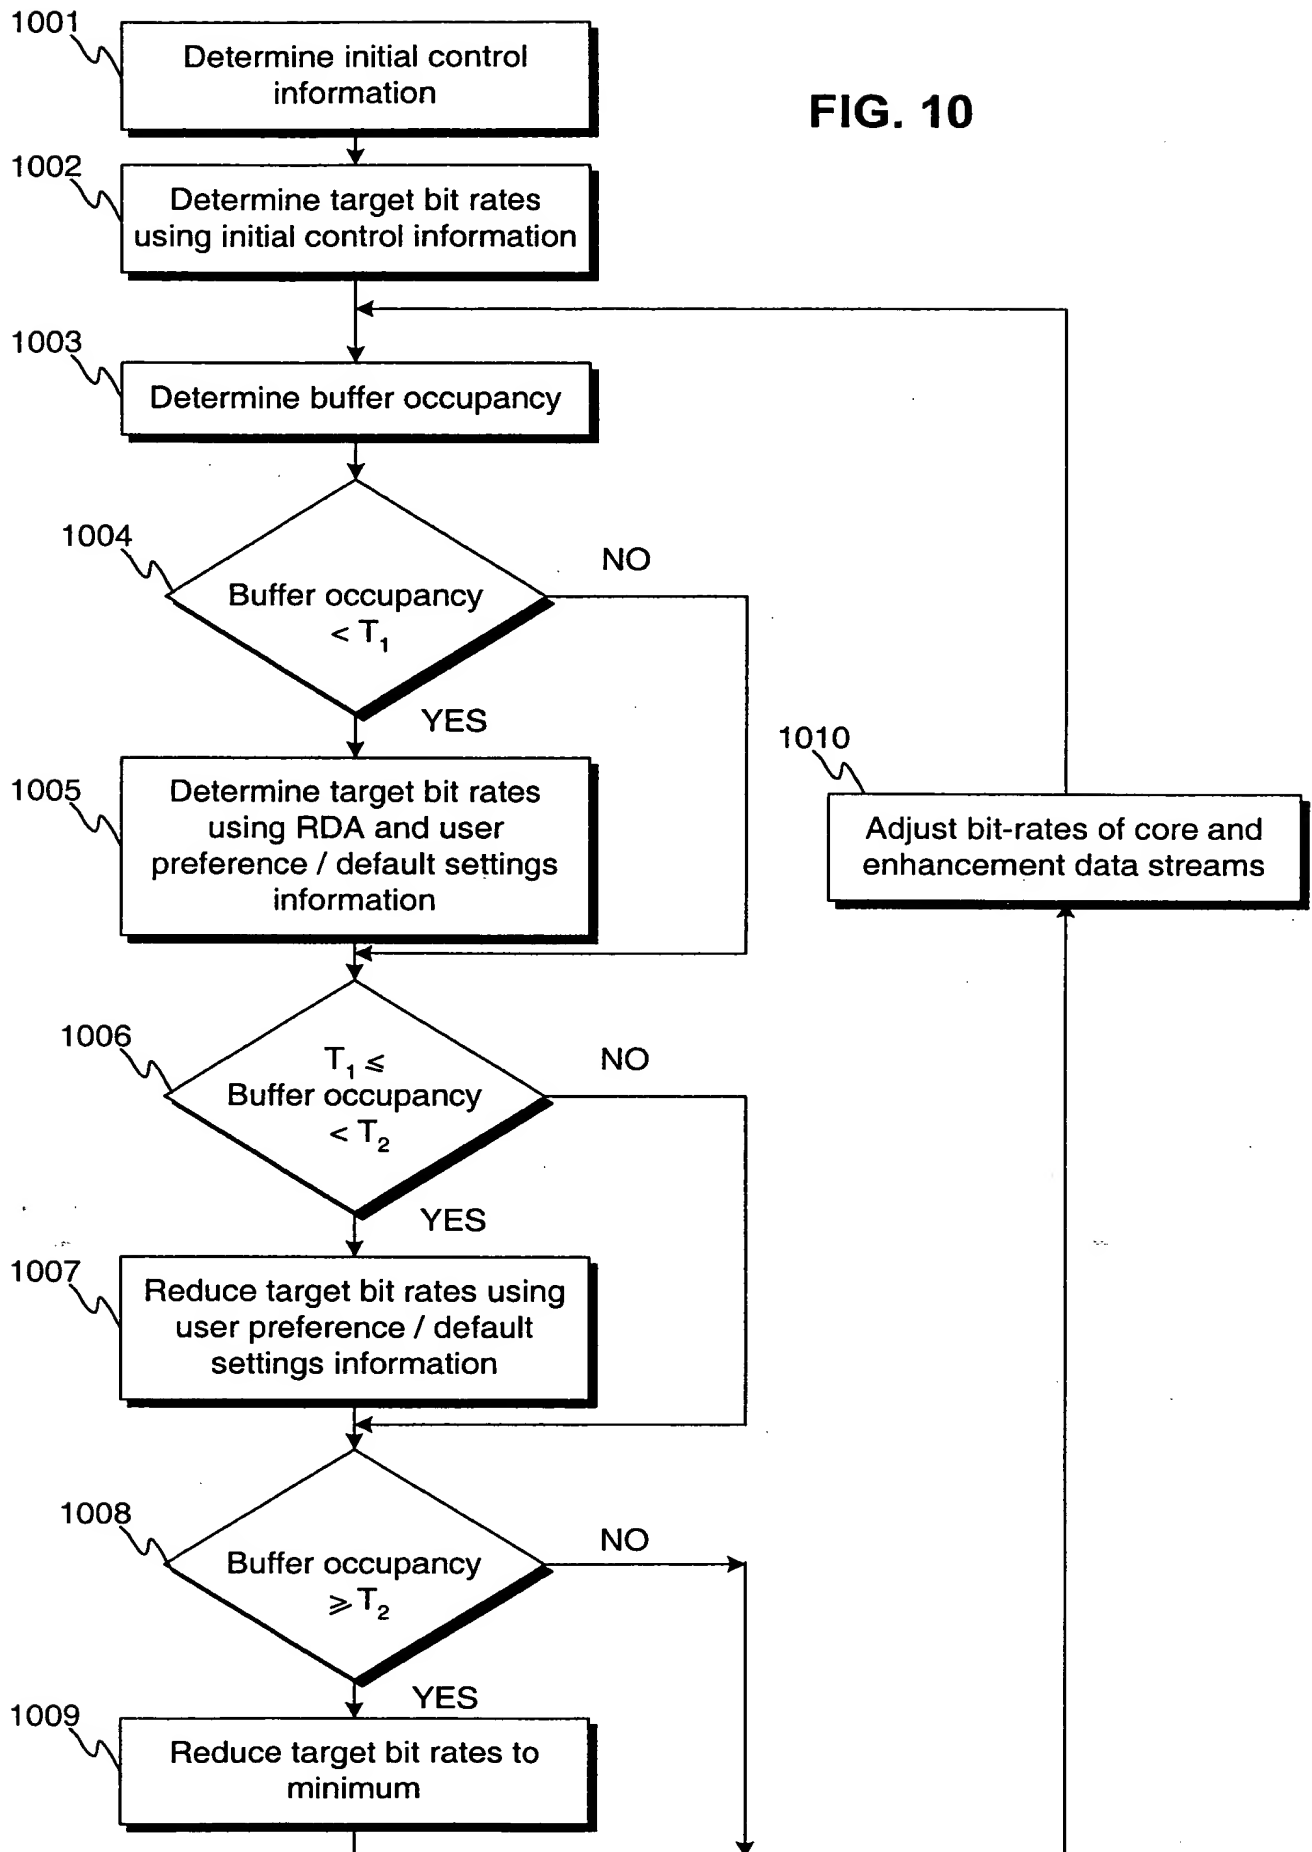 1001
Determine initial control
information
FIG. 10
1002
Determine target bit rates
using initial control information
1003
Determine buffer occupancy
1004
NO
Buffer occupancy
< T₁
YES
1005
Determine target bit rates
using RDA and user
preference / default settings
information
1010
Adjust bit-rates of core and
enhancement data streams
1006
NO
T₁ ≤
Buffer occupancy
< T₂
YES
1007
Reduce target bit rates using
user preference / default
settings information
1008
NO
Buffer occupancy
≥ T₂
YES
1009
Reduce target bit rates to
minimum